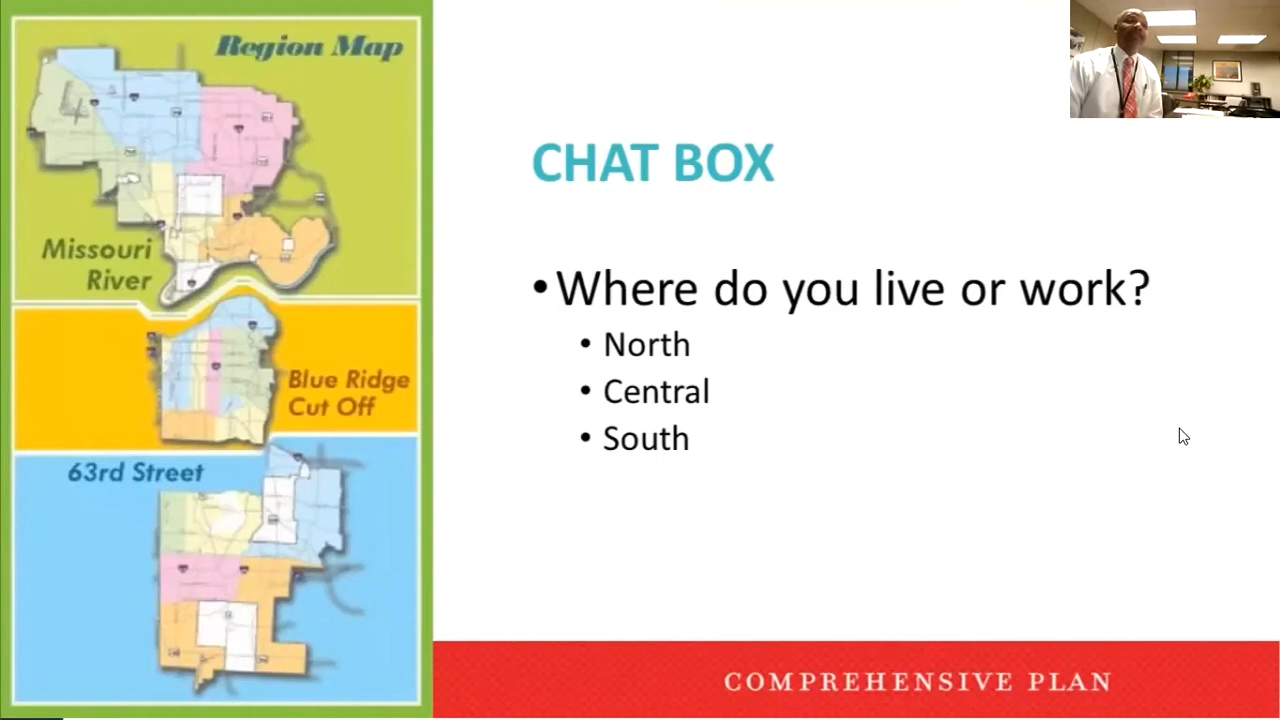 Region Map
Missouri
River
Blue Ridge
Cut Off
63rd Street
CHAT BOX
• Where do you live or work?
• North
• Central
• South
COMPREHENSIVE PLAN